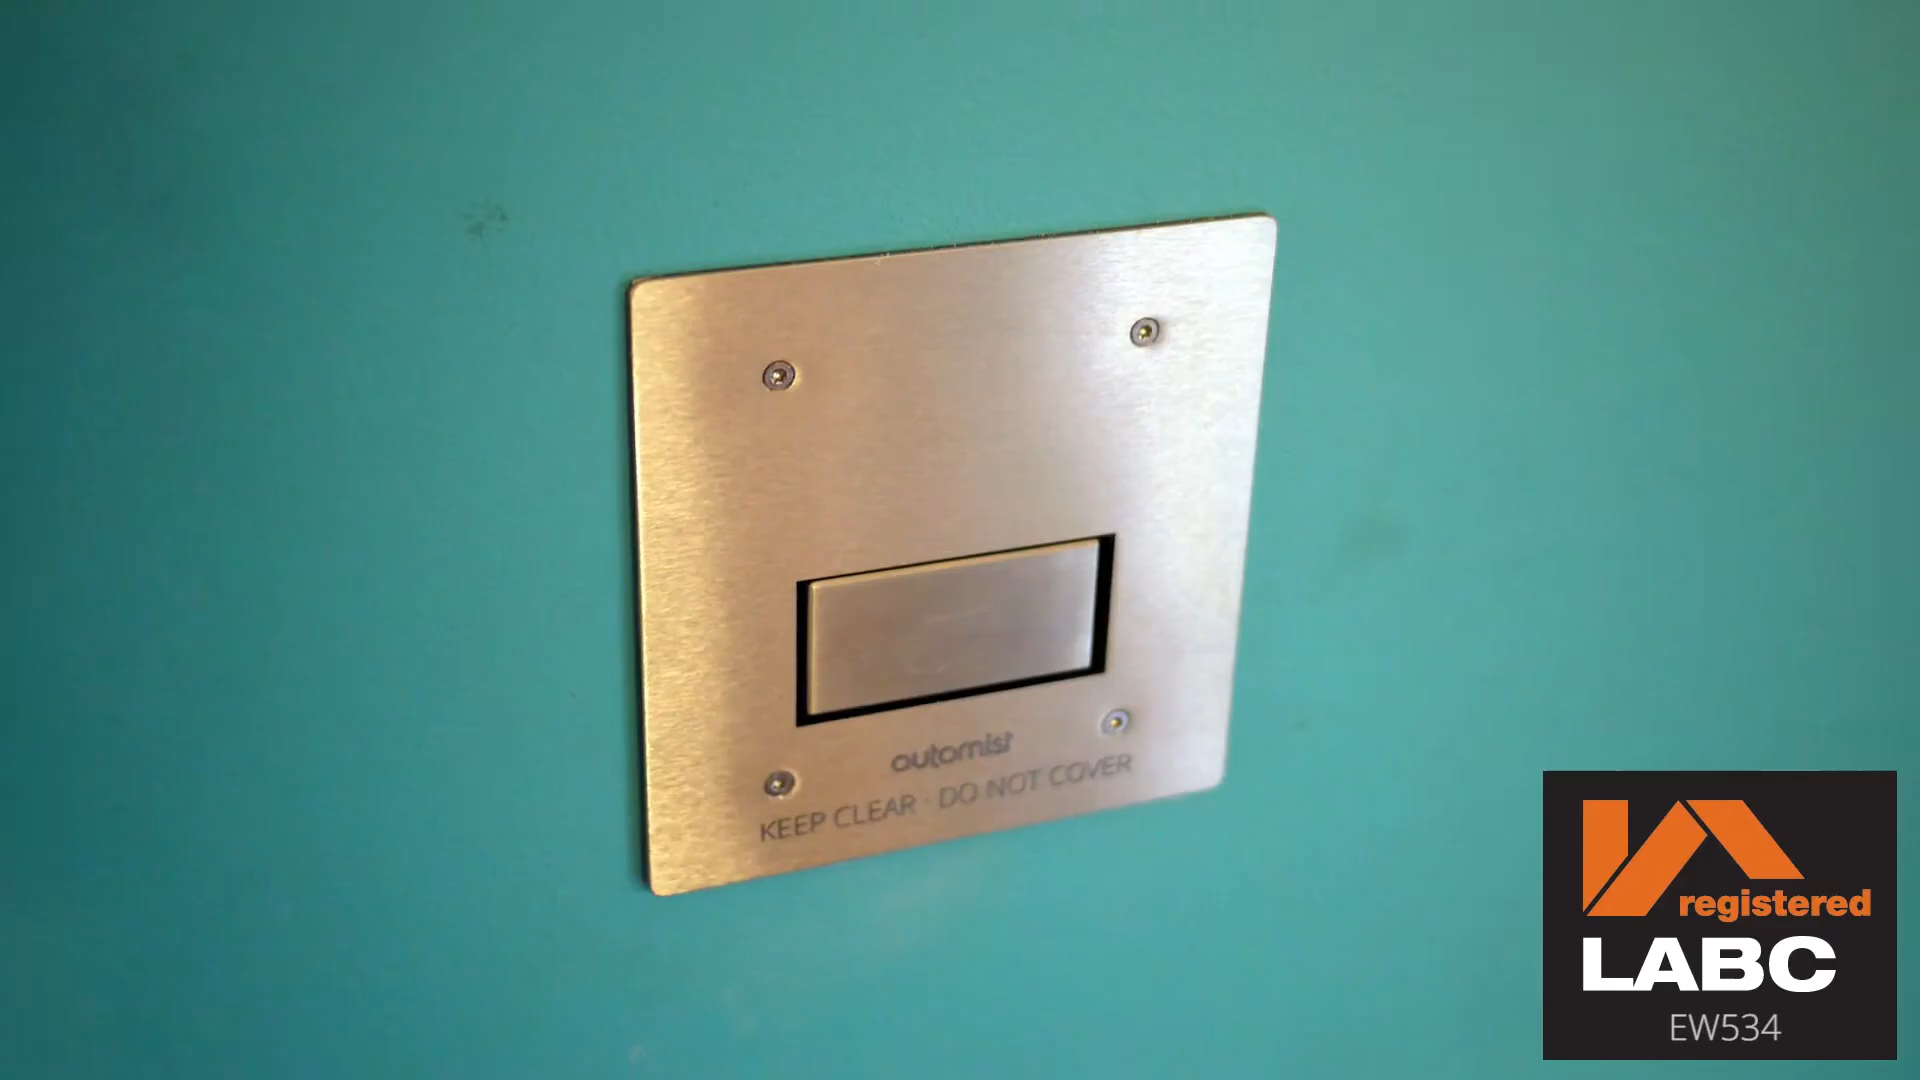 automist
KEEP CLEAR · DO NOT COVER
registered
LABC
EW534